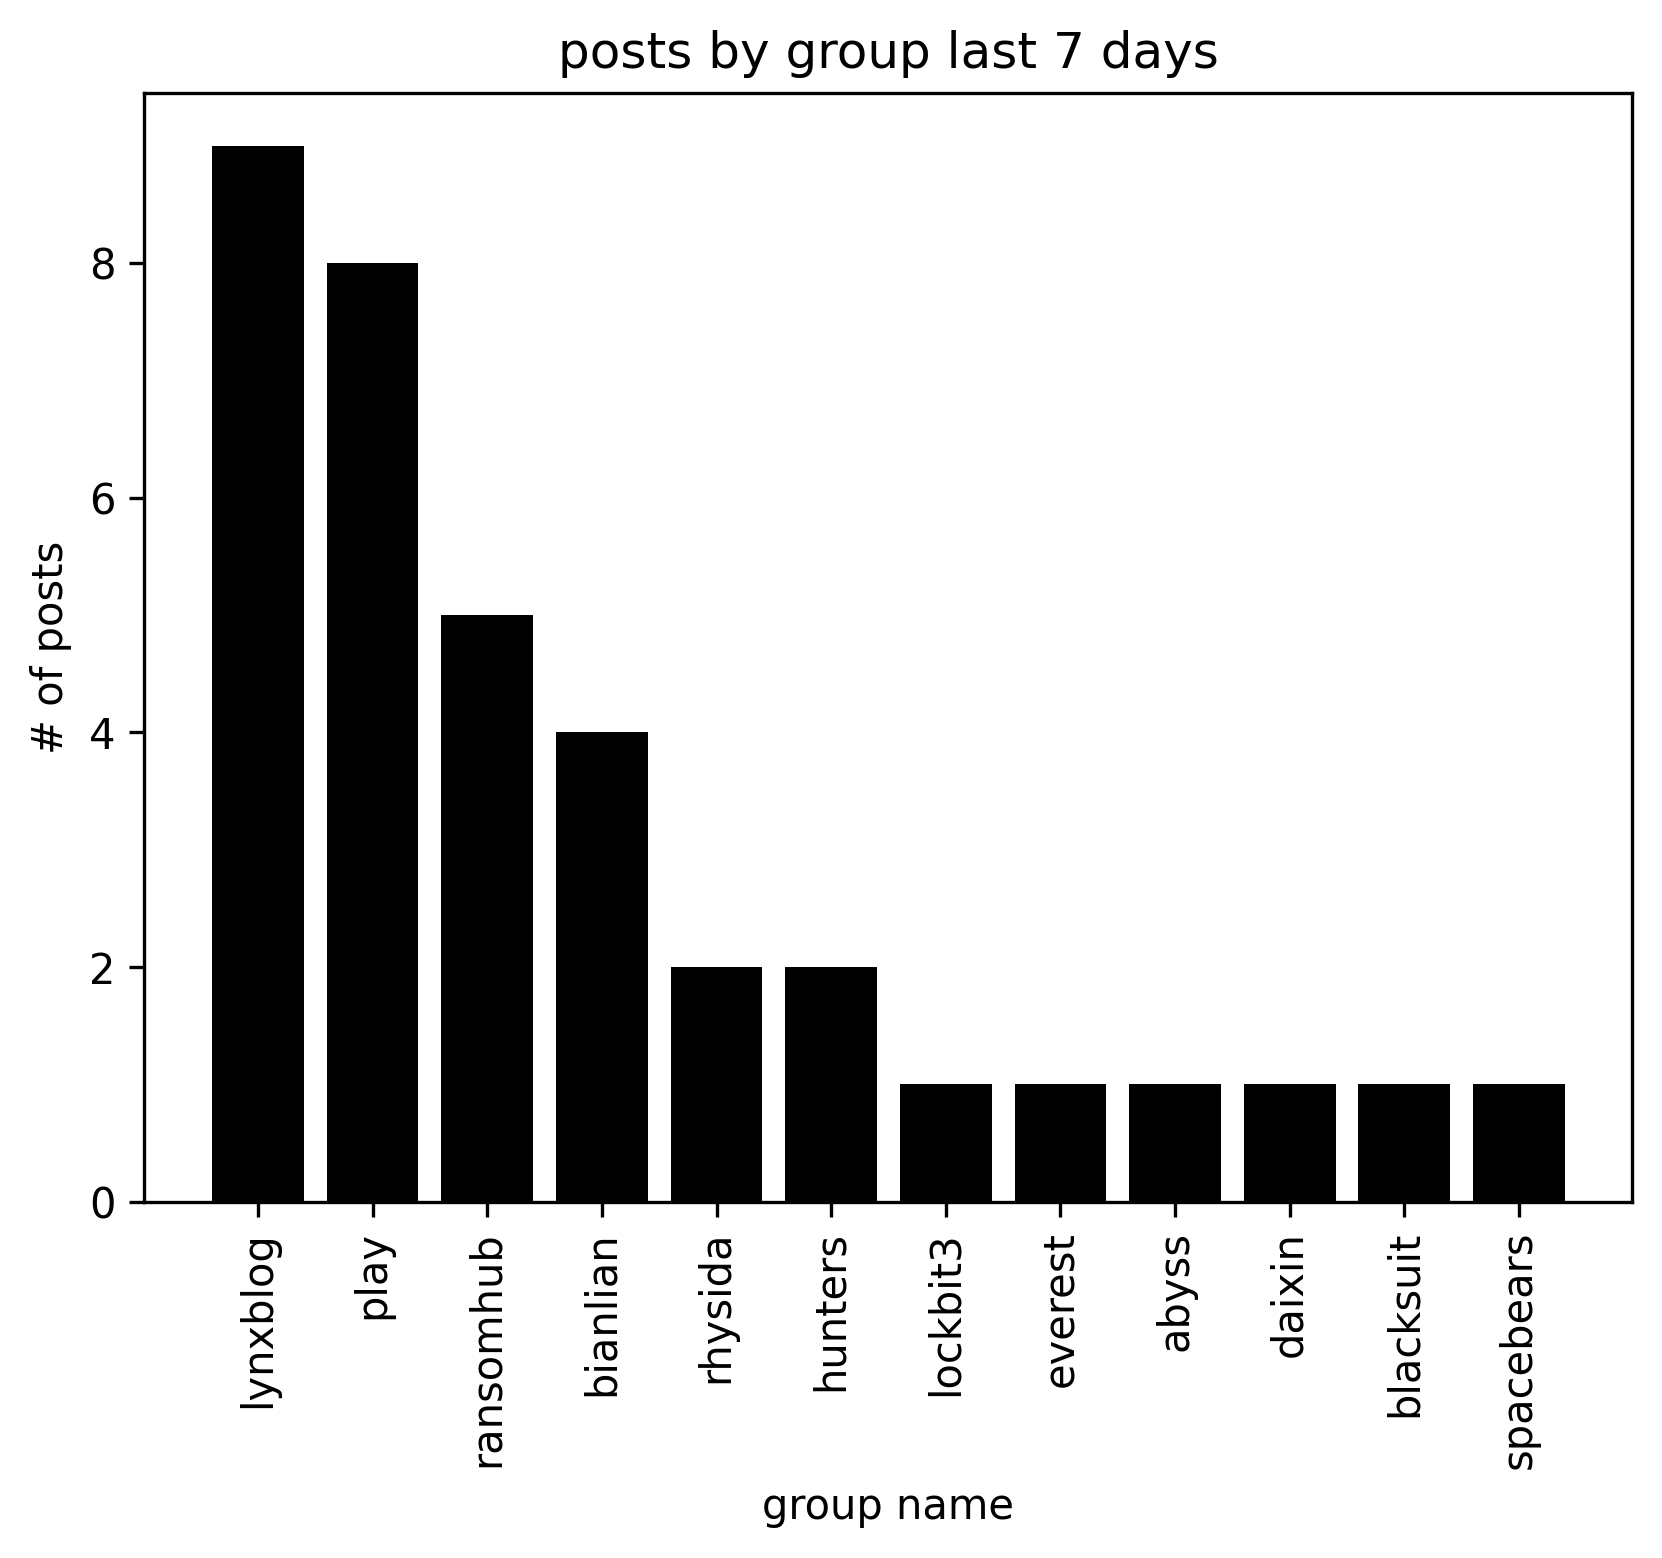 posts by group last 7 days
# of posts
8
6
4
2
0
lynxblog
play
ransomhub
bianlian
rhysida
hunters
lockbit3
everest
abyss
daixin
blacksuit
spacebears
group name